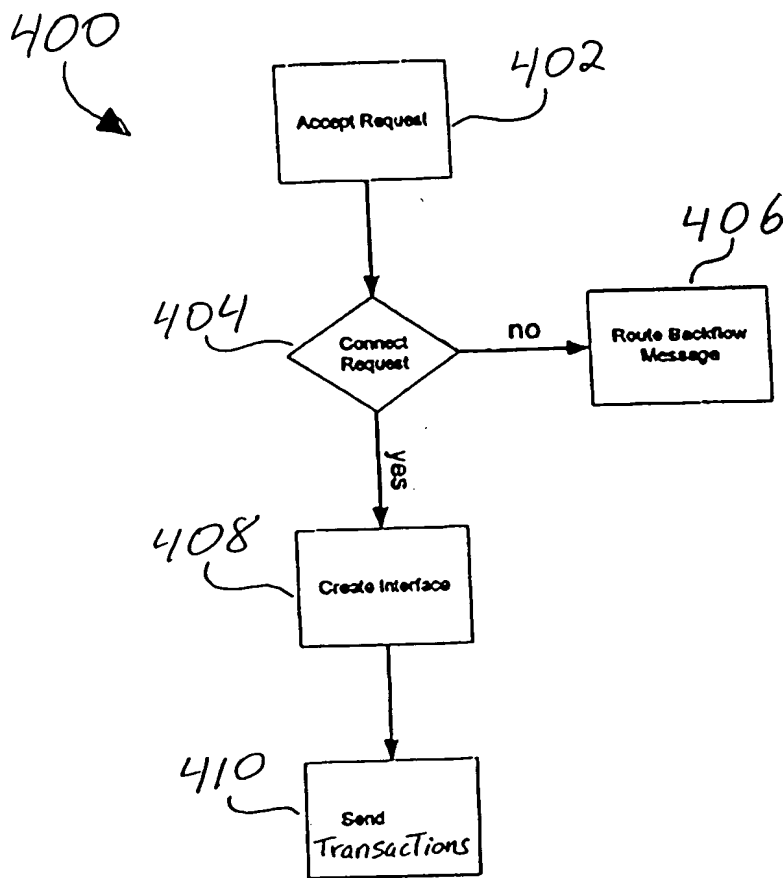 400
402
Accept Request
406
404
Connect
Request
no
Route Backflow
Message
yes
408
Create Interface
410
Send
Transactions